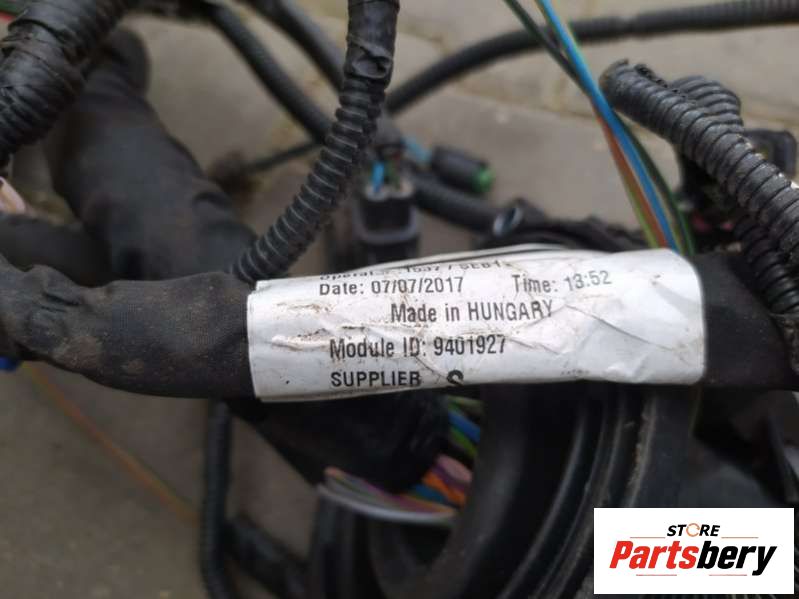 Date: 07/07/2017 Time: 13:52
Made in HUNGARY
Module ID: 9401927
SUPPLIER S
STORE
Partsbery